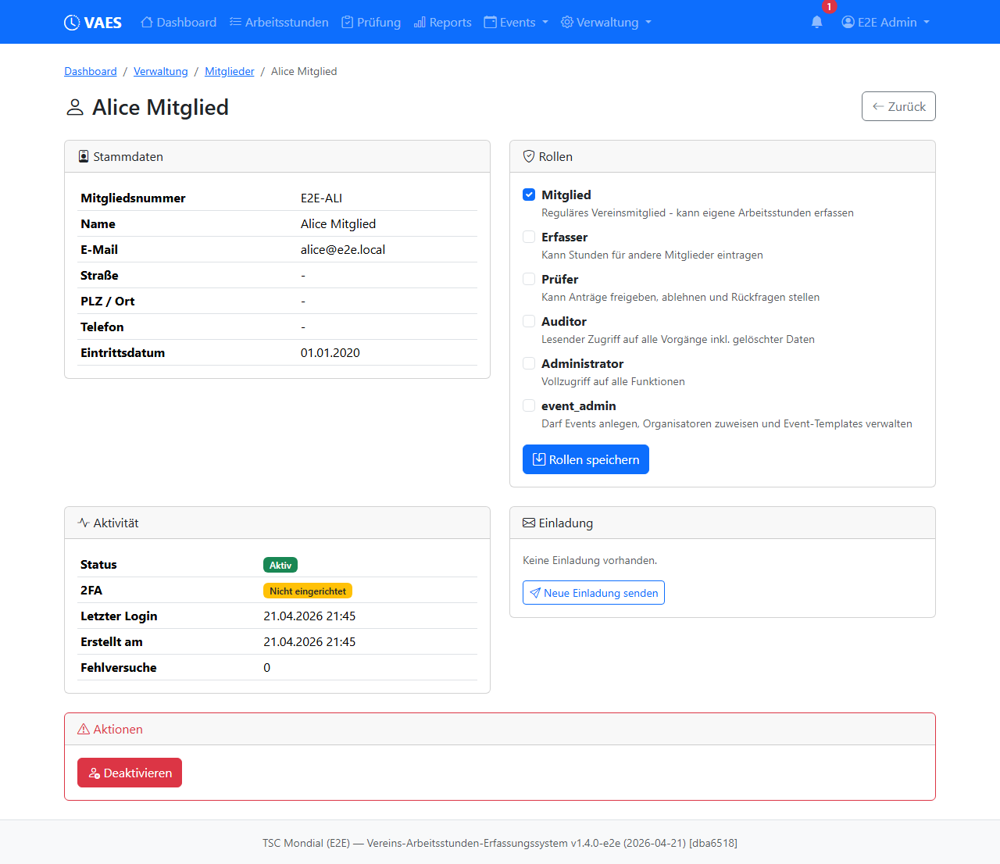 VAES Dashboard Arbeitsstunden Prüfung Reports Events Verwaltung 1 E2E Admin
Dashboard / Verwaltung / Mitglieder / Alice Mitglied
Alice Mitglied
Zurück
Stammdaten
Mitgliedsnummer E2E-ALI
Name Alice Mitglied
E-Mail alice@e2e.local
Straße -
PLZ / Ort -
Telefon -
Eintrittsdatum 01.01.2020
Rollen
Mitglied
Reguläres Vereinsmitglied - kann eigene Arbeitsstunden erfassen
Erfasser
Kann Stunden für andere Mitglieder eintragen
Prüfer
Kann Anträge freigeben, ablehnen und Rückfragen stellen
Auditor
Lesender Zugriff auf alle Vorgänge inkl. gelöschter Daten
Administrator
Vollzugriff auf alle Funktionen
event_admin
Darf Events anlegen, Organisatoren zuweisen und Event-Templates verwalten
Rollen speichern
Aktivität
Status Aktiv
2FA Nicht eingerichtet
Letzter Login 21.04.2026 21:45
Erstellt am 21.04.2026 21:45
Fehlversuche 0
Einladung
Keine Einladung vorhanden.
Neue Einladung senden
Aktionen
Deaktivieren
TSC Mondial (E2E) — Vereins-Arbeitsstunden-Erfassungssystem v1.4.0-e2e (2026-04-21) [dba6518]